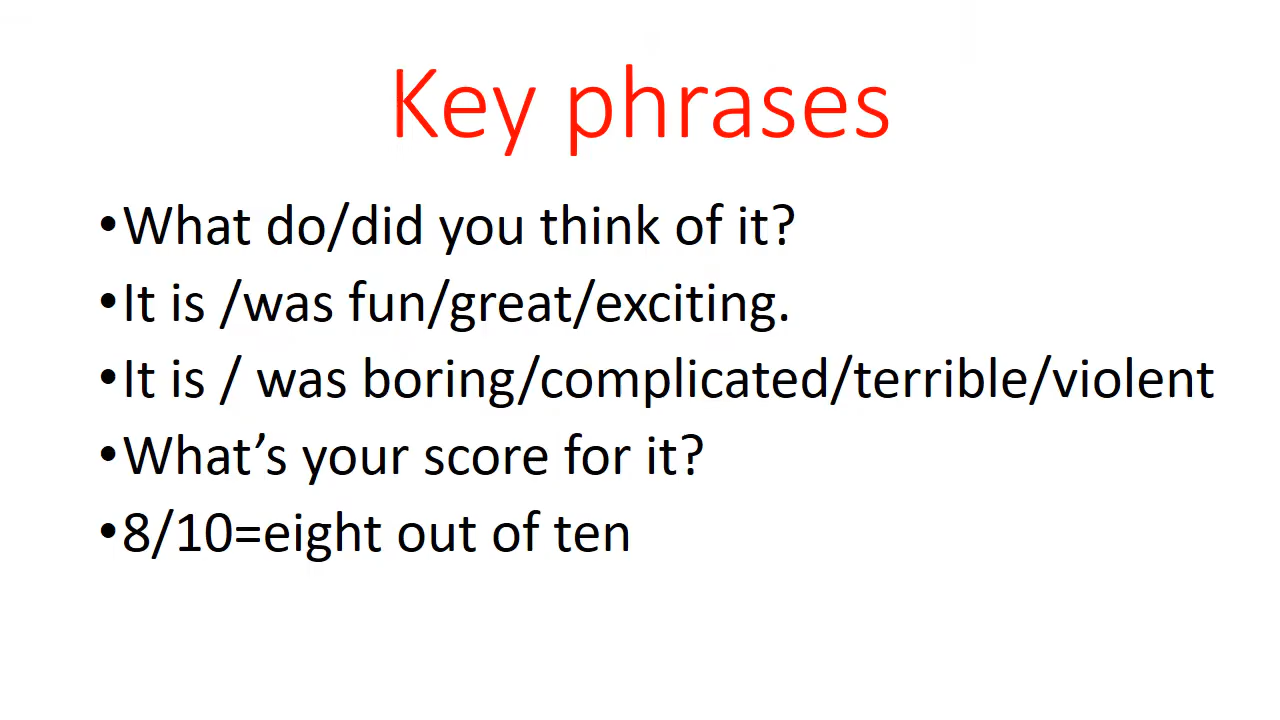 Key phrases
•What do/did you think of it?
•It is /was fun/great/exciting.
•It is / was boring/complicated/terrible/violent
•What’s your score for it?
•8/10=eight out of ten